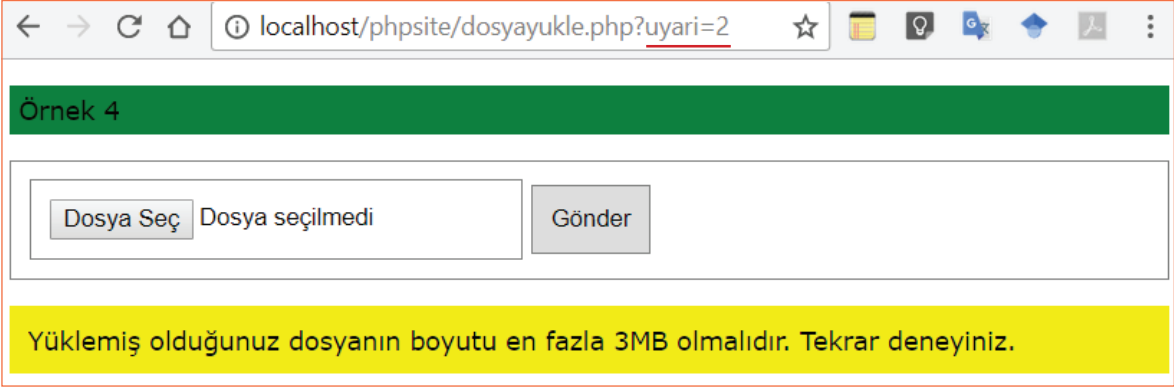 localhost/phpsite/dosyayukle.php?uyari=2
Örnek 4
Dosya Seç Dosya seçilmedi Gönder
Yüklemiş olduğunuz dosyanın boyutu en fazla 3MB olmalıdır. Tekrar deneyiniz.